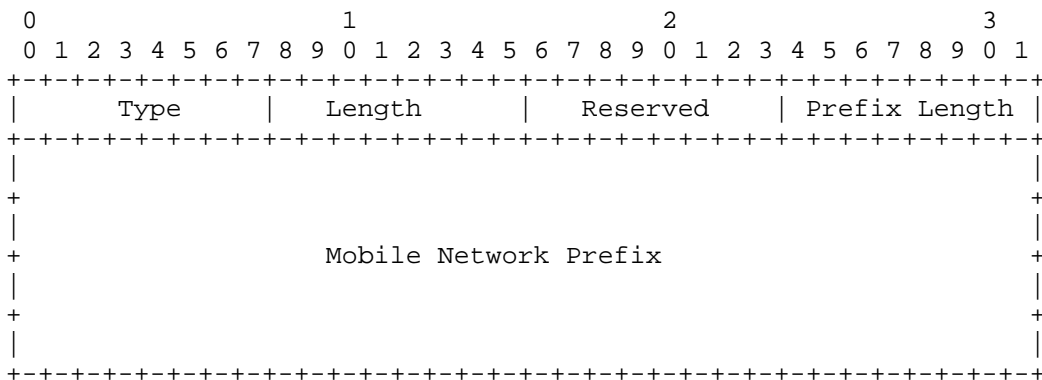 0                   1                   2                   3
 0 1 2 3 4 5 6 7 8 9 0 1 2 3 4 5 6 7 8 9 0 1 2 3 4 5 6 7 8 9 0 1
+-+-+-+-+-+-+-+-+-+-+-+-+-+-+-+-+-+-+-+-+-+-+-+-+-+-+-+-+-+-+-+-+
|      Type     |   Length      |   Reserved    | Prefix Length |
+-+-+-+-+-+-+-+-+-+-+-+-+-+-+-+-+-+-+-+-+-+-+-+-+-+-+-+-+-+-+-+-+
|                                                               |
+                                                               +
|                                                               |
+                   Mobile Network Prefix                       +
|                                                               |
+                                                               +
|                                                               |
+-+-+-+-+-+-+-+-+-+-+-+-+-+-+-+-+-+-+-+-+-+-+-+-+-+-+-+-+-+-+-+-+